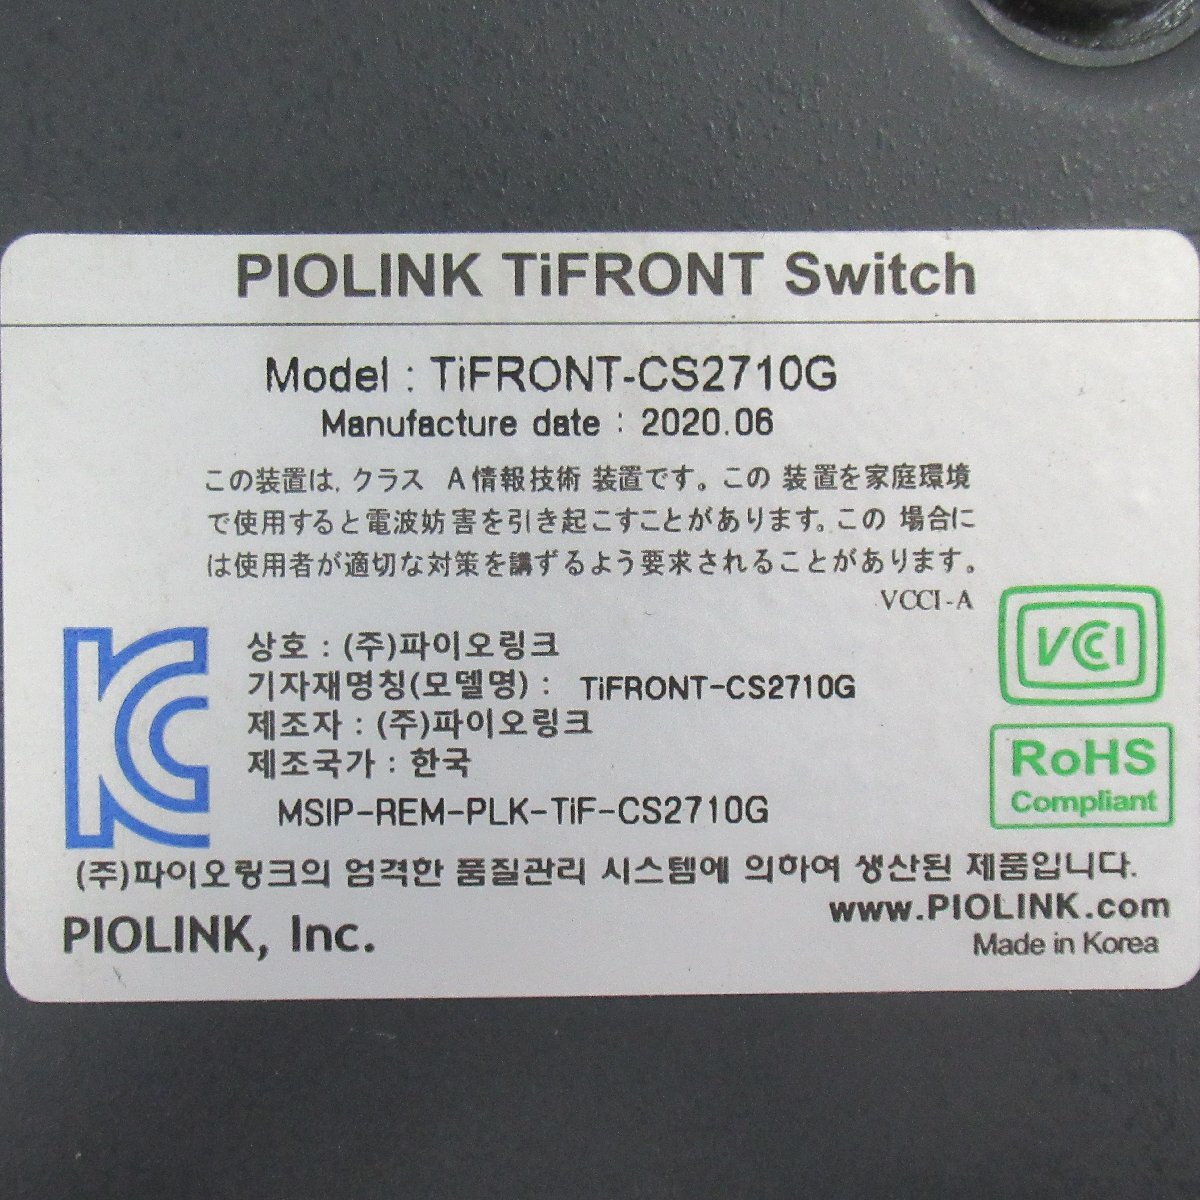 PIOLINK TiFRONT Switch
Model : TiFRONT-CS2710G
Manufacture date : 2020.06
この装置は, クラス A情報技術 装置です。この 装置を家庭環境
で使用すると電波妨害を引き起こすことがあります。この 場合に
は使用者が適切な対策を講ずるよう要求されることがあります。
VCCI-A
VCCI
상호 : (주)파이오링크
기자재명칭(모델명) : TiFRONT-CS2710G
제조자 : (주)파이오링크
제조국가 : 한국
RoHS
Compliant
MSIP-REM-PLK-TiF-CS2710G
(주)파이오링크의 엄격한 품질관리 시스템에 의하여 생산된 제품입니다.
www.PIOLINK.com
PIOLINK, Inc.
Made in Korea